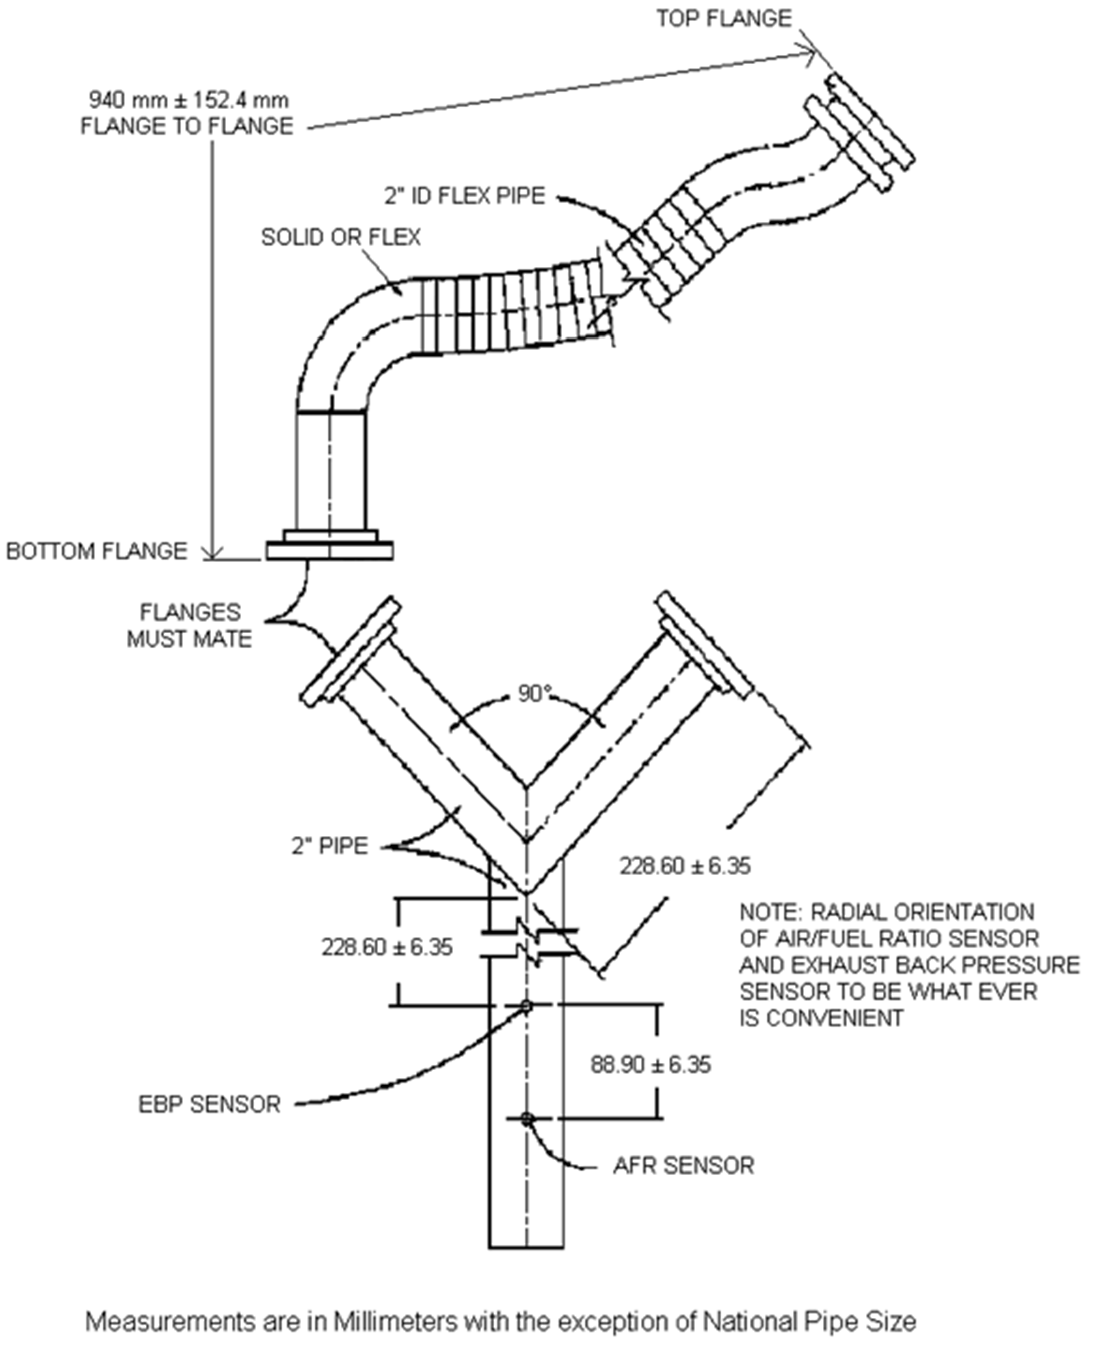 TOP FLANGE
940 mm ± 152.4 mm
FLANGE TO FLANGE
2" ID FLEX PIPE
SOLID OR FLEX
BOTTOM FLANGE
FLANGES
MUST MATE
90°
2" PIPE
228.60 ± 6.35
228.60 ± 6.35
NOTE: RADIAL ORIENTATION
OF AIR/FUEL RATIO SENSOR
AND EXHAUST BACK PRESSURE
SENSOR TO BE WHAT EVER
IS CONVENIENT
88.90 ± 6.35
EBP SENSOR
AFR SENSOR
Measurements are in Millimeters with the exception of National Pipe Size